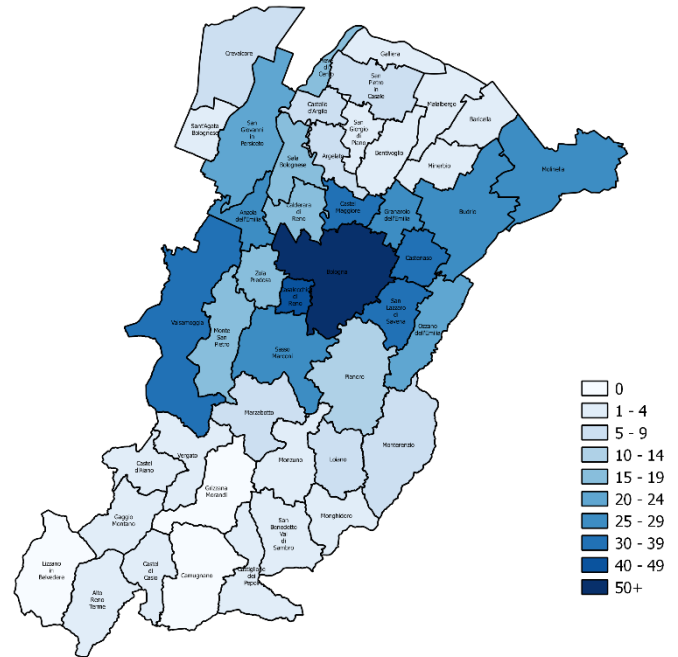 Crevalcore
Galliera
Pieve
di
Cento
San
Pietro
in
Casale
Castello
d'Argile
Malalbergo
Baricella
Sant'Agata
Bolognese
San
Giovanni
in
Persiceto
San
Giorgio
di
Piano
Argelato
Bentivoglio
Minerbio
Molinella
Sala
Bolognese
Calderara
di
Reno
Castel
Maggiore
Granarolo
dell'Emilia
Budrio
Anzola
dell'Emilia
Bologna
Castenaso
Zola
Predosa
Casalecchio
di
Reno
San
Lazzaro
di
Savena
Ozzano
dell'Emilia
Valsamoggia
Monte
San
Pietro
Sasso
Marconi
Pianoro
Marzabotto
Monterenzio
Vergato
Castel
d'Aiano
Monzano
Loiano
Grizzana
Morandi
Gaggio
Montano
San
Benedetto
Val
di
Sambro
Monghidoro
Lizzano
in
Belvedere
Castel
di
Casio
Camugnano
Castiglione
dei
Pepoli
Alto
Reno
Terme
0
1 - 4
5 - 9
10 - 14
15 - 19
20 - 24
25 - 29
30 - 39
40 - 49
50+